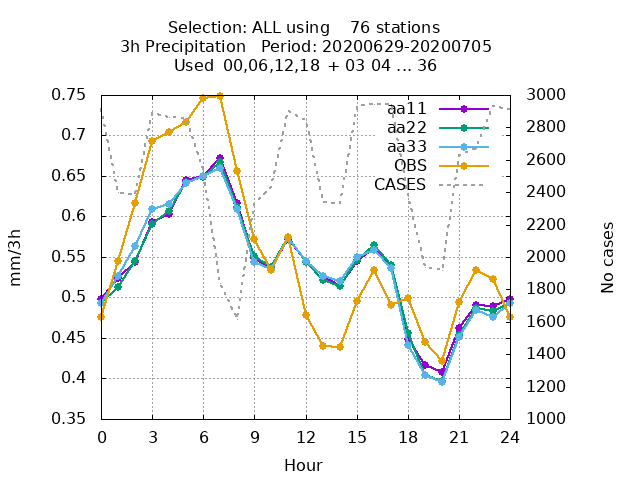 Selection: ALL using 76 stations
3h Precipitation Period: 20200629-20200705
Used 00,06,12,18 + 03 04 ... 36
0.75
0.7
0.65
0.6
0.55
0.5
0.45
0.4
0.35
mm/3h
3000
2800
2600
2400
2200
2000
1800
1600
1400
1200
1000
No cases
aa11
aa22
aa33
OBS
CASES
0 3 6 9 12 15 18 21 24
Hour